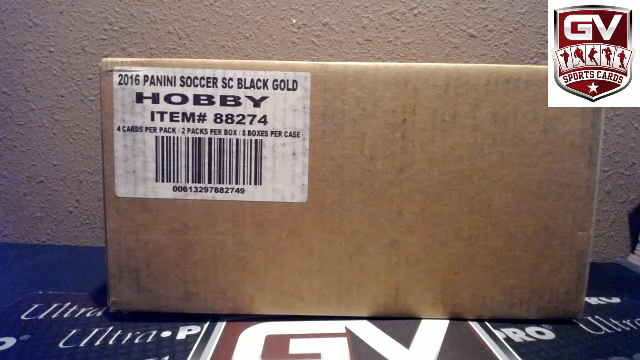 GV
SPORTS CARDS
2016 PANINI SOCCER SC BLACK GOLD
HOBBY
ITEM# 88274
4 CARDS PER PACK / 2 PACKS PER BOX / 8 BOXES PER CASE
00613297882749
Ultra
PRO
Ultra•P
GV
PRO®